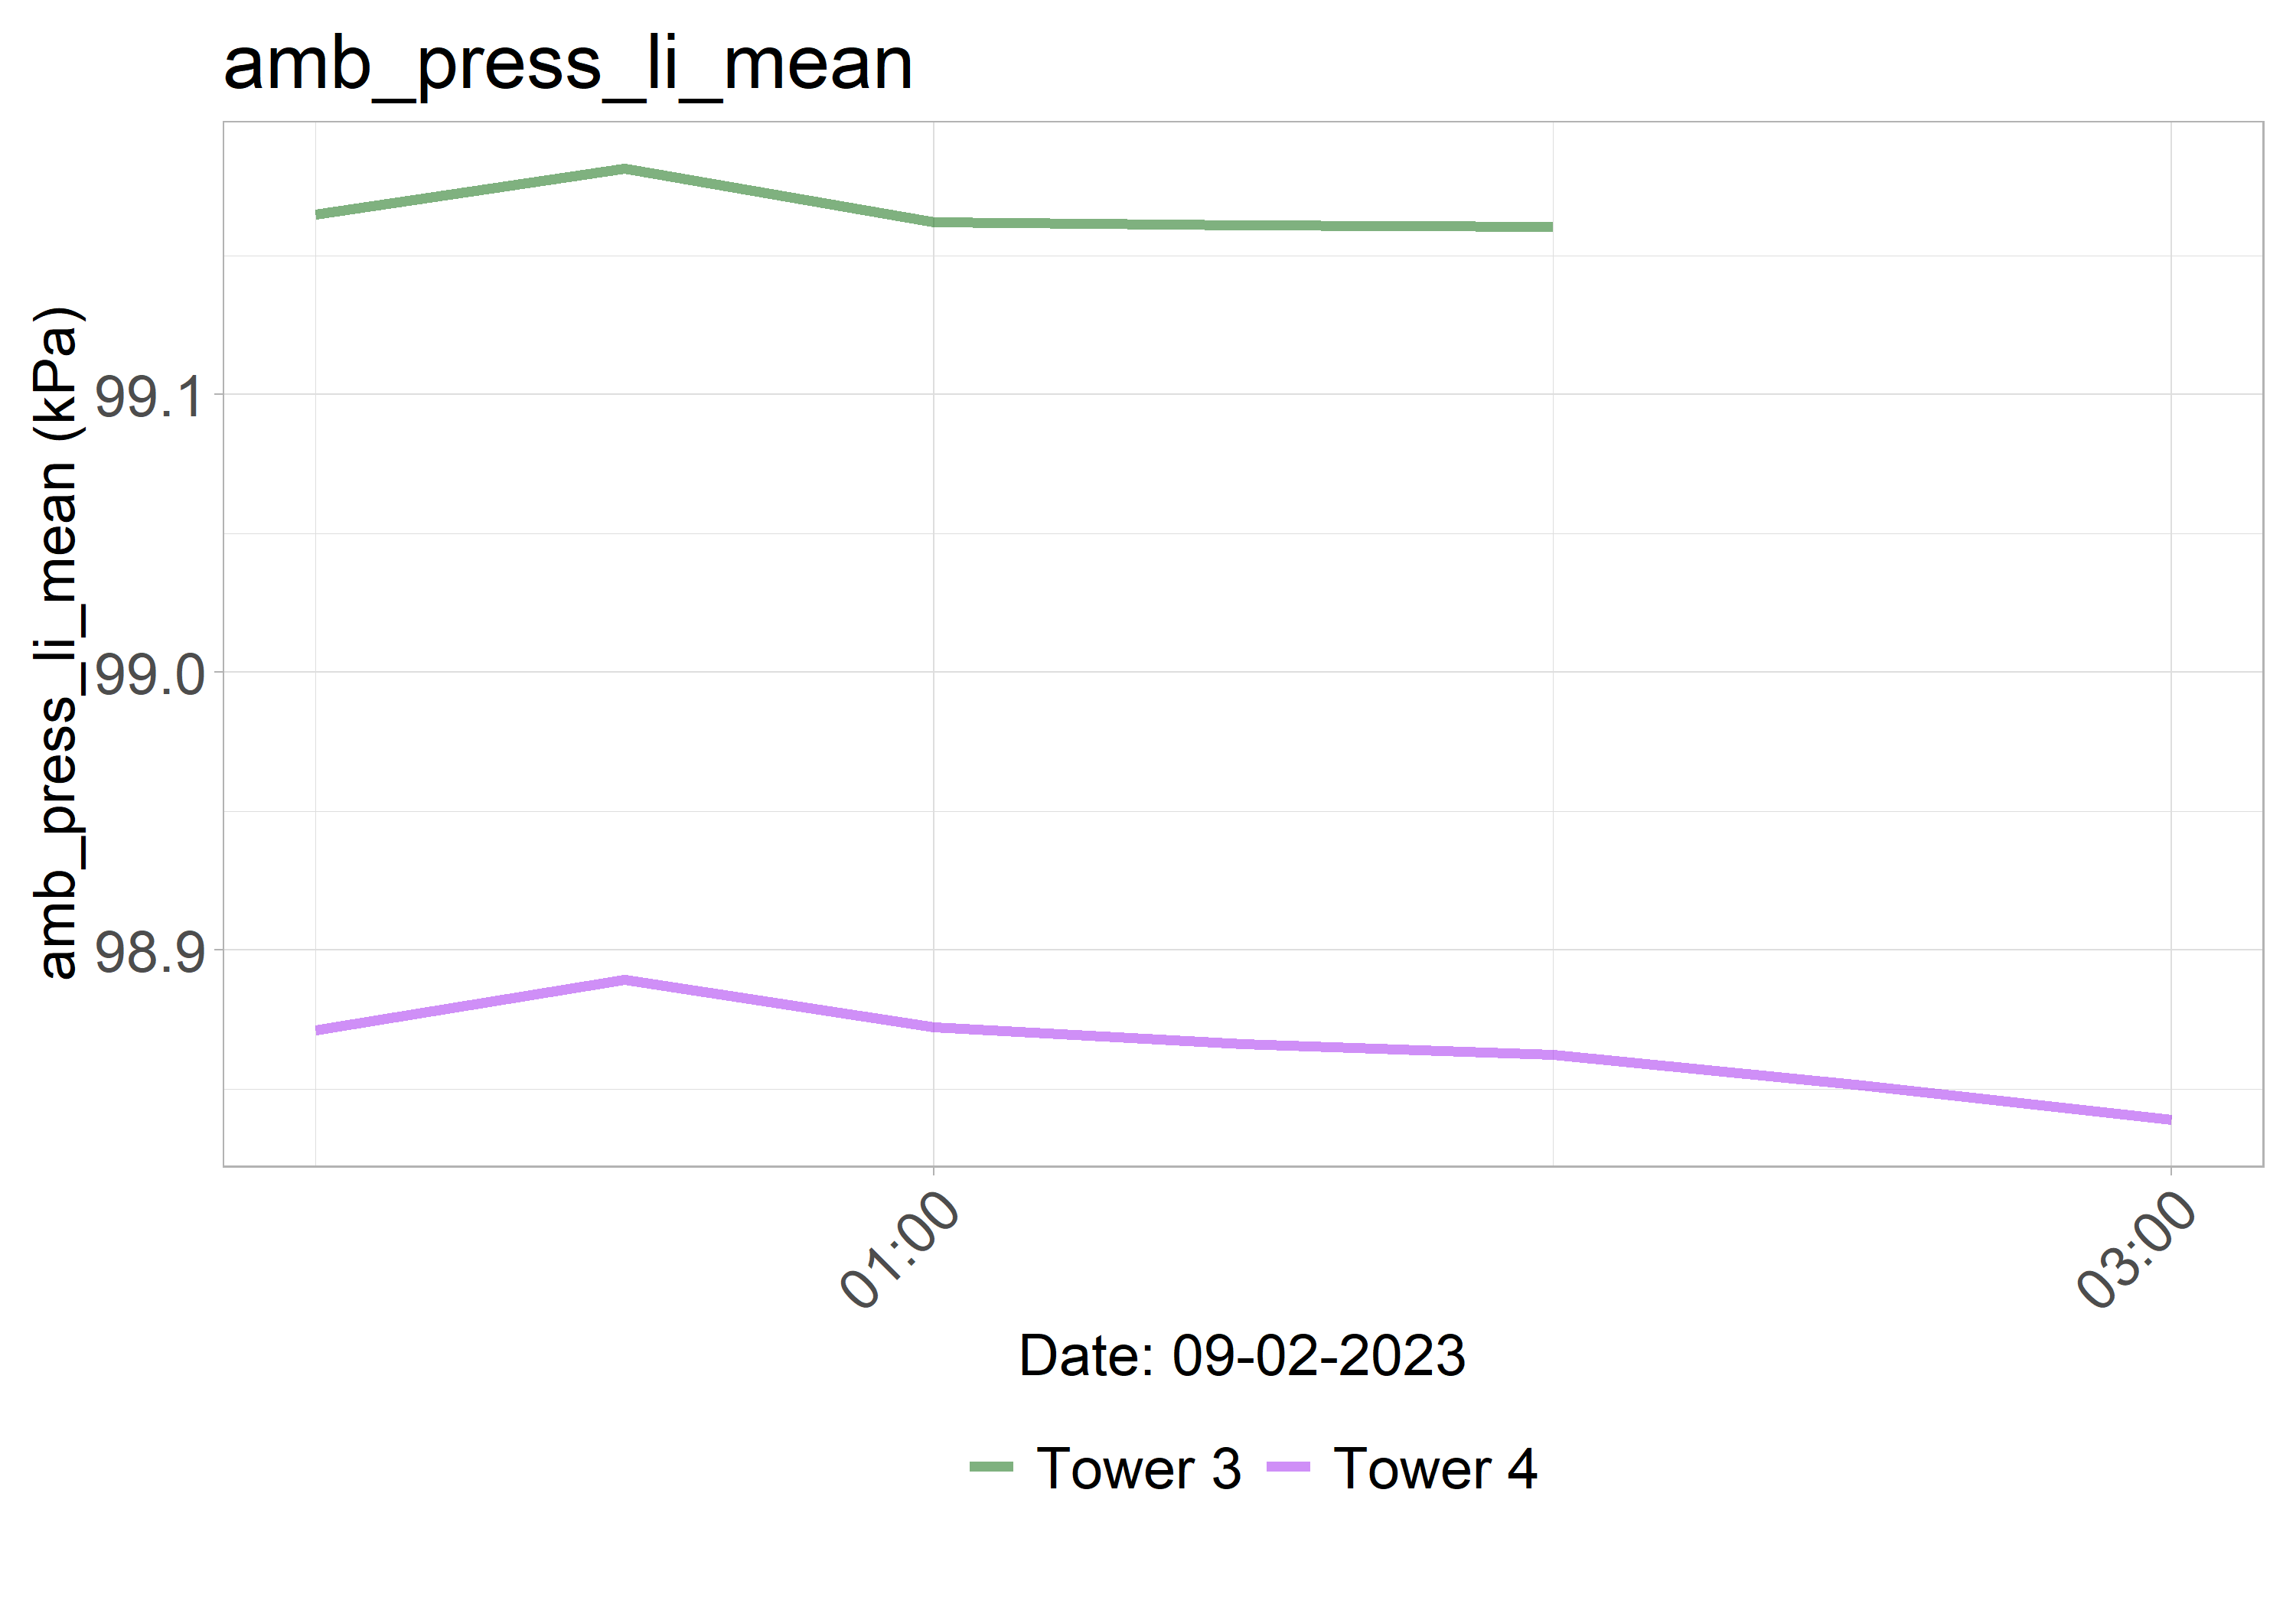 amb_press_li_mean
amb_press_li_mean (kPa)
99.1
99.0
98.9
01:00
03:00
Date: 09-02-2023
Tower 3
Tower 4